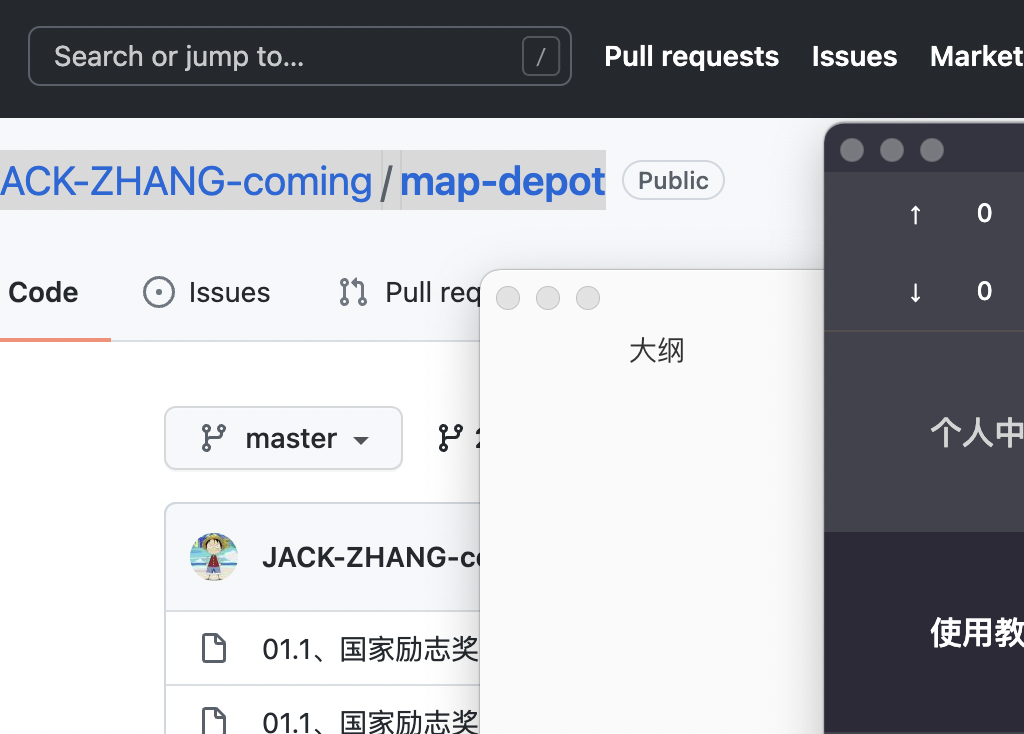 Search or jump to... /
Pull requests Issues Market
ACK-ZHANG-coming / map-depot Public
↑ 0
↓ 0
Code Issues Pull req
大纲
master
个人中
JACK-ZHANG-co
使用教
01.1、国家励志奖
01.1、国家励志奖